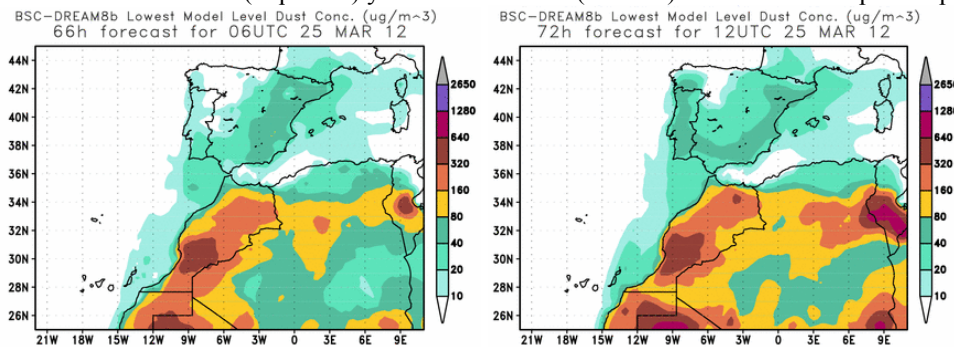 BSC-DREAM8b Lowest Model Level Dust Conc. (ug/m^3)
66h forecast for 06UTC 25 MAR 12
44N
42N
40N
38N
36N
34N
32N
30N
28N
26N
21W 18W 15W 12W 9W 6W 3W 0 3E 6E 9E
2650
1280
640
320
160
80
40
20
10
BSC-DREAM8b Lowest Model Level Dust Conc. (ug/m^3)
72h forecast for 12UTC 25 MAR 12
44N
42N
40N
38N
36N
34N
32N
30N
28N
26N
21W 18W 15W 12W 9W 6W 3W 0 3E 6E 9E
2650
1280
640
320
160
80
40
20
10